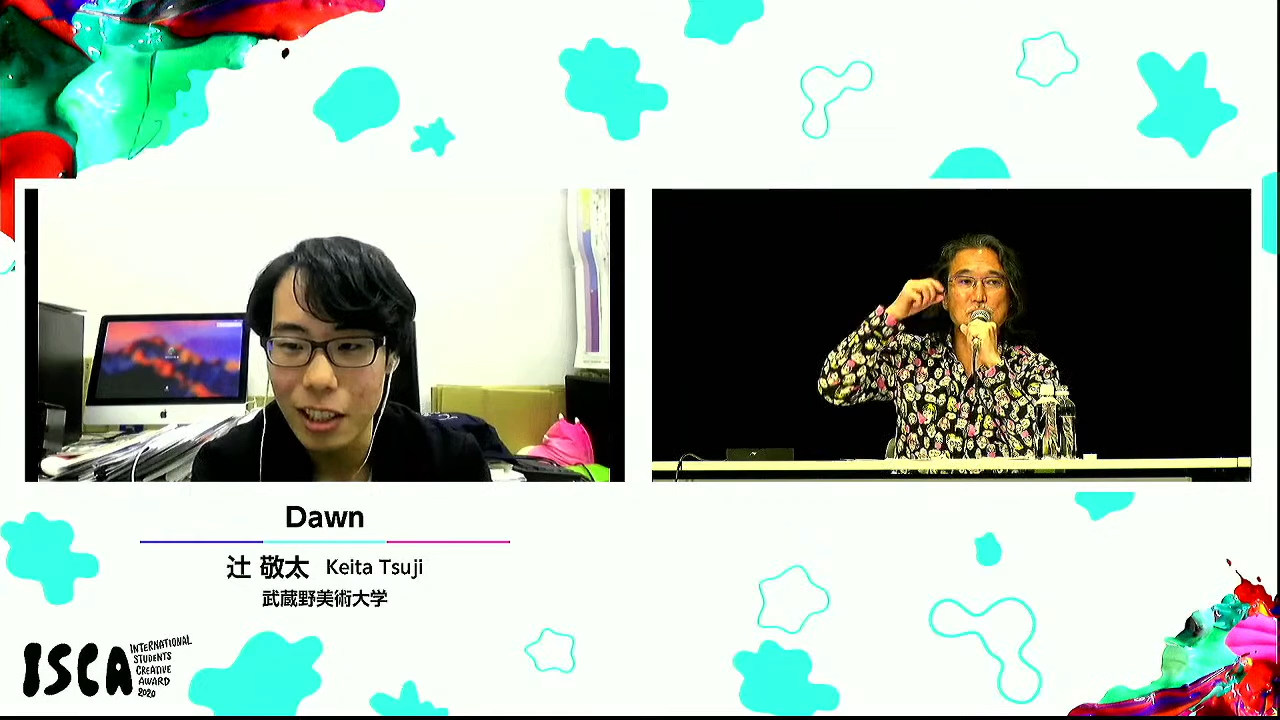 Dawn
辻 敬太 Keita Tsuji
武蔵野美術大学
ISCA
INTERNATIONAL
STUDENTS
CREATIVE
AWARD
2020